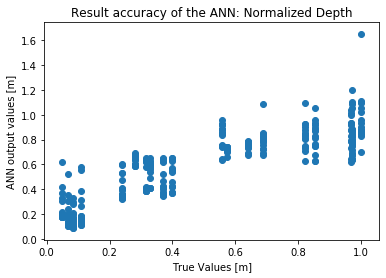 Result accuracy of the ANN: Normalized Depth
ANN output values [m]
1.6
1.4
1.2
1.0
0.8
0.6
0.4
0.2
0.0
0.0 0.2 0.4 0.6 0.8 1.0
True Values [m]